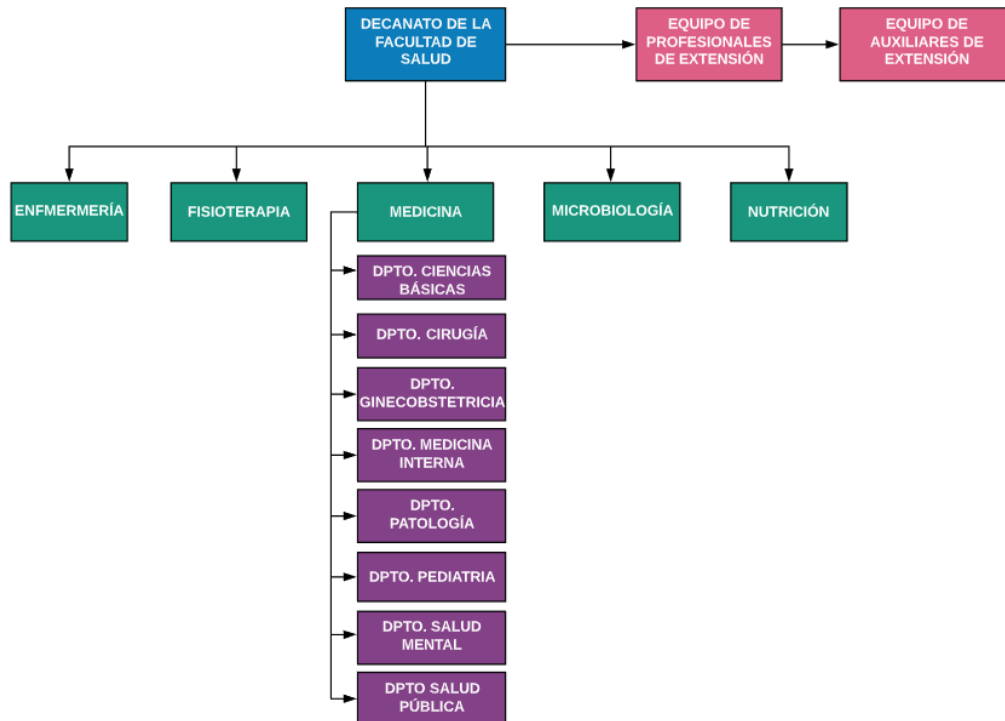 DECANATO DE LA
FACULTAD DE
SALUD
EQUIPO DE
PROFESIONALES
DE EXTENSIÓN
EQUIPO DE
AUXILIARES DE
EXTENSIÓN
ENFMERMERÍA
FISIOTERAPIA
MEDICINA
MICROBIOLOGÍA
NUTRICIÓN
DPTO. CIENCIAS
BÁSICAS
DPTO. CIRUGÍA
DPTO.
GINECOBSTETRICIA
DPTO. MEDICINA
INTERNA
DPTO.
PATOLOGÍA
DPTO. PEDIATRIA
DPTO. SALUD
MENTAL
DPTO SALUD
PÚBLICA